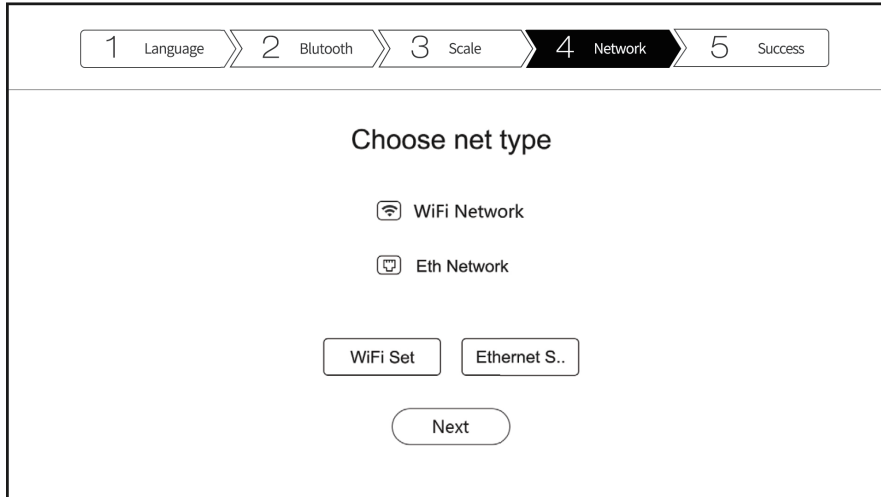 1 Language 2 Blutooth 3 Scale 4 Network 5 Success
Choose net type
WiFi Network
Eth Network
WiFi Set Ethernet S..
Next